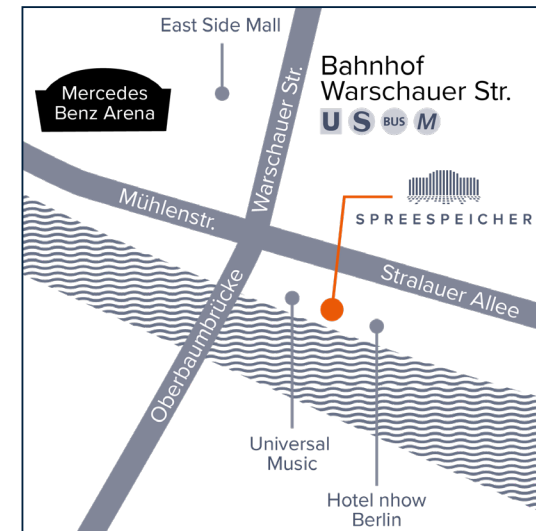 East Side Mall
Mercedes
Benz Arena
Warschauer Str.
Bahnhof
Warschauer Str.
U S BUS M
SPREESPEICHER
Mühlenstr.
Stralauer Allee
Oberbaumbrücke
Universal
Music
Hotel nhow
Berlin